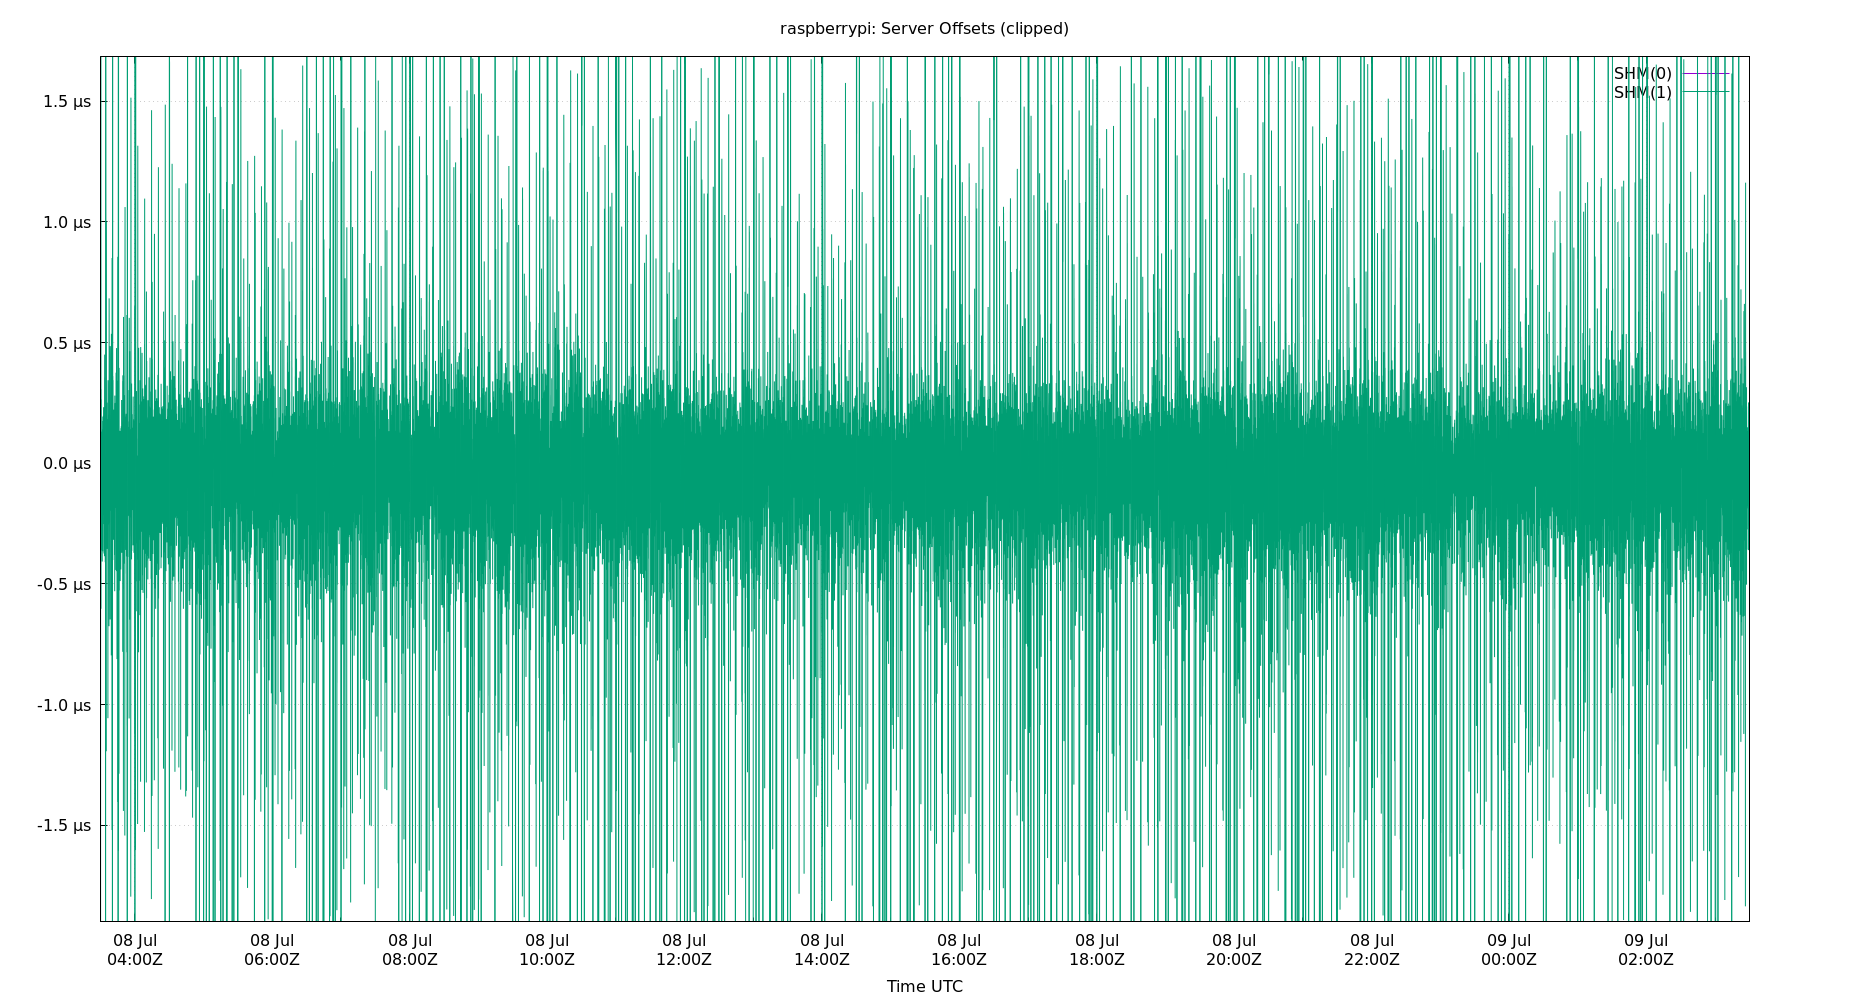 raspberrypi: Server Offsets (clipped)
SHM(0)
SHM(1)
1.5 µs
1.0 µs
0.5 µs
0.0 µs
-0.5 µs
-1.0 µs
-1.5 µs
08 Jul 08 Jul 08 Jul 08 Jul 08 Jul 08 Jul 08 Jul 08 Jul 08 Jul 08 Jul 09 Jul 09 Jul
04:00Z 06:00Z 08:00Z 10:00Z 12:00Z 14:00Z 16:00Z 18:00Z 20:00Z 22:00Z 00:00Z 02:00Z
Time UTC